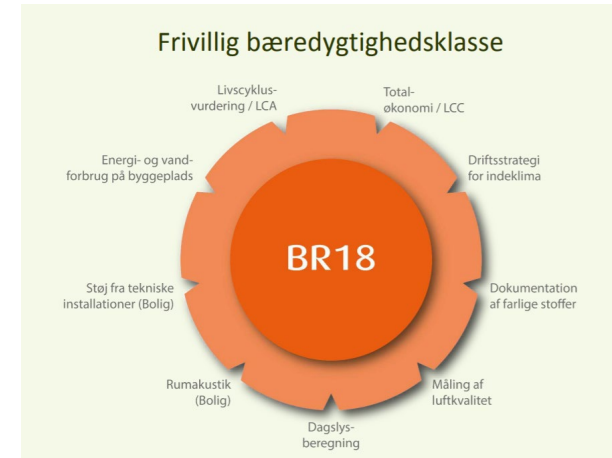 Frivillig bæredygtighedsklasse
Livscyklus-
vurdering / LCA
Total-
økonomi / LCC
Energi- og vand-
forbrug på byggeplads
Driftsstrategi
for indeklima
BR18
Støj fra tekniske
installationer (Bolig)
Dokumentation
af farlige stoffer
Rumakustik
(Bolig)
Måling af
luftkvalitet
Dagslys-
beregning